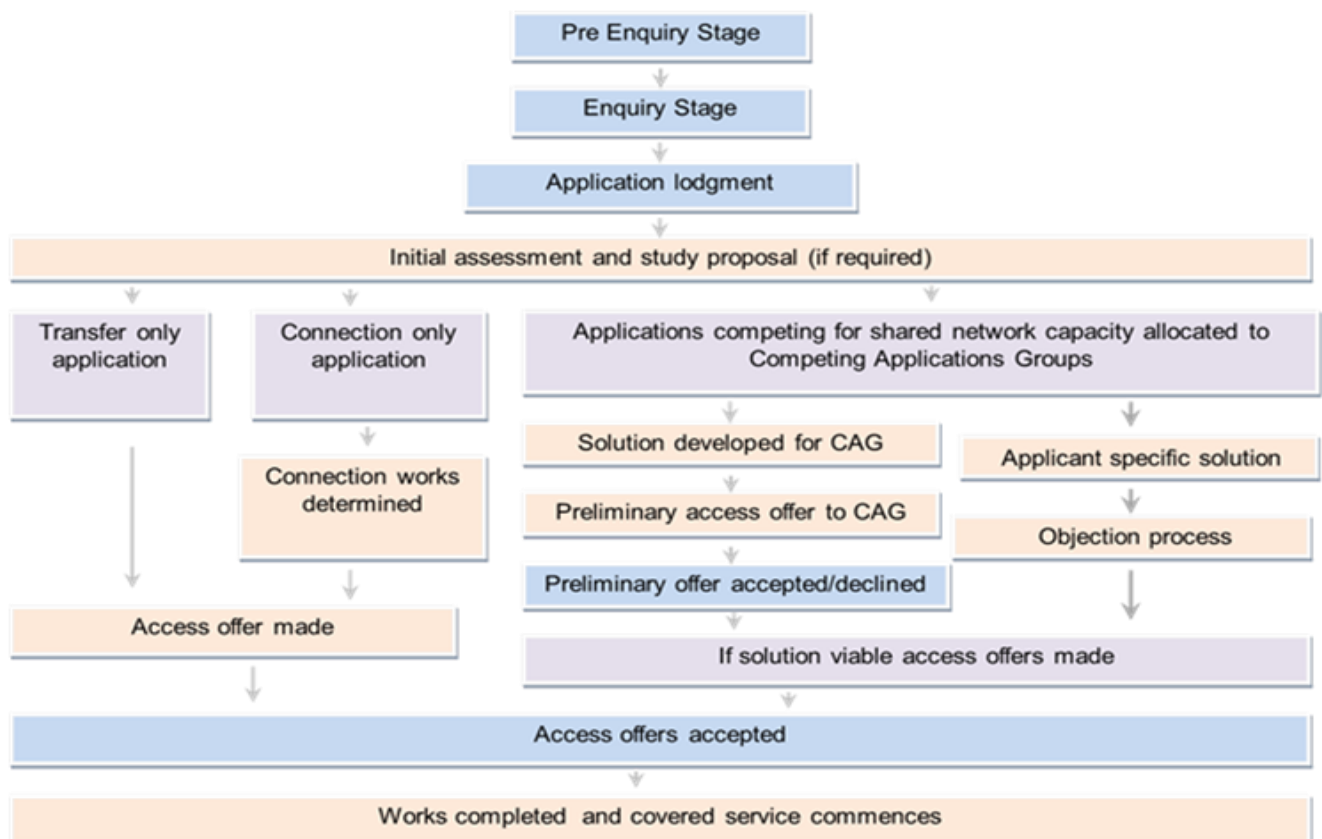 Pre Enquiry Stage
Enquiry Stage
Application lodgment
Initial assessment and study proposal (if required)
Transfer only
application
Connection only
application
Applications competing for shared network capacity allocated to
Competing Applications Groups
Connection works
determined
Solution developed for CAG
Applicant specific solution
Preliminary access offer to CAG
Objection process
Preliminary offer accepted/declined
Access offer made
If solution viable access offers made
Access offers accepted
Works completed and covered service commences